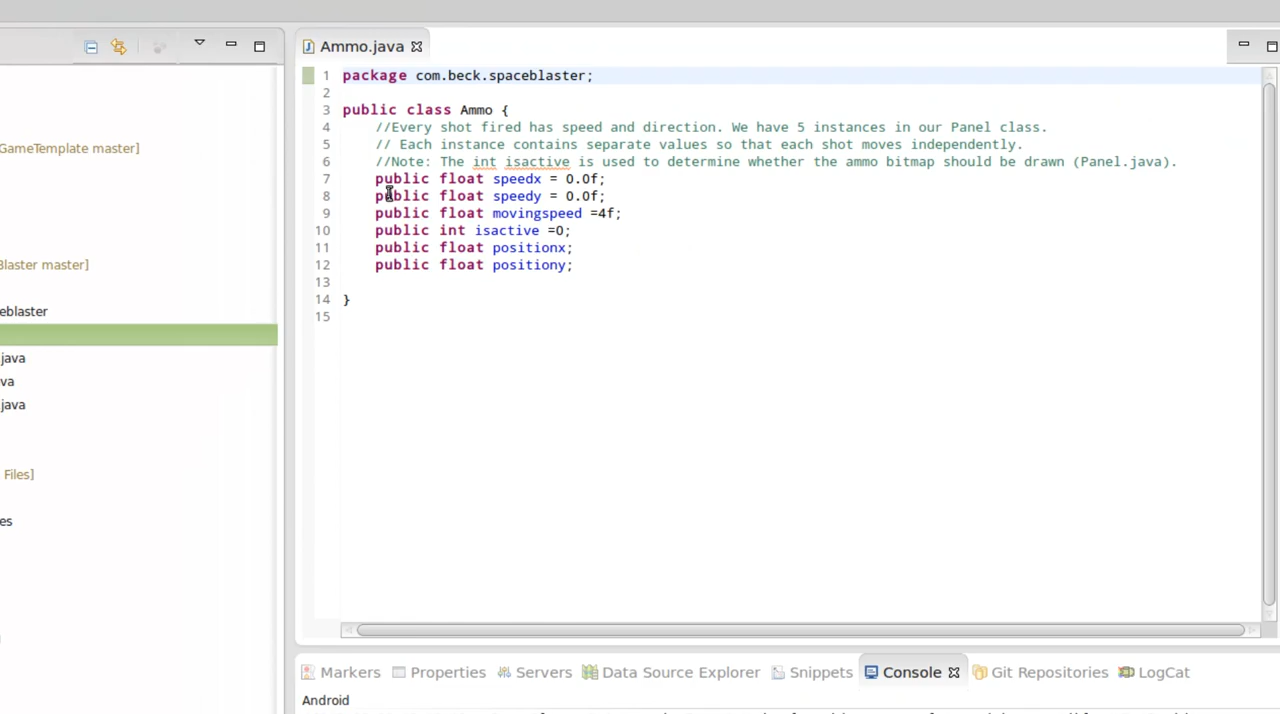 Ammo.java
GameTemplate master]
Blaster master]
eblaster
java
va
java
Files]
es
1 package com.beck.spaceblaster;
2
3 public class Ammo {
4 //Every shot fired has speed and direction. We have 5 instances in our Panel class.
5 // Each instance contains separate values so that each shot moves independently.
6 //Note: The int isactive is used to determine whether the ammo bitmap should be drawn (Panel.java).
7 public float speedx = 0.0f;
8 public float speedy = 0.0f;
9 public float movingspeed =4f;
10 public int isactive =0;
11 public float positionx;
12 public float positiony;
13
14 }
15
Markers Properties Servers Data Source Explorer Snippets Console Git Repositories LogCat
Android